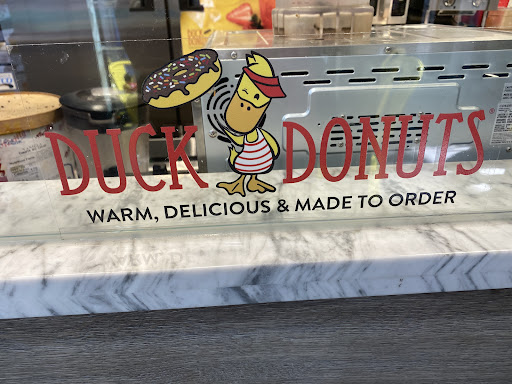 DUCK DONUTS
WARM, DELICIOUS & MADE TO ORDER